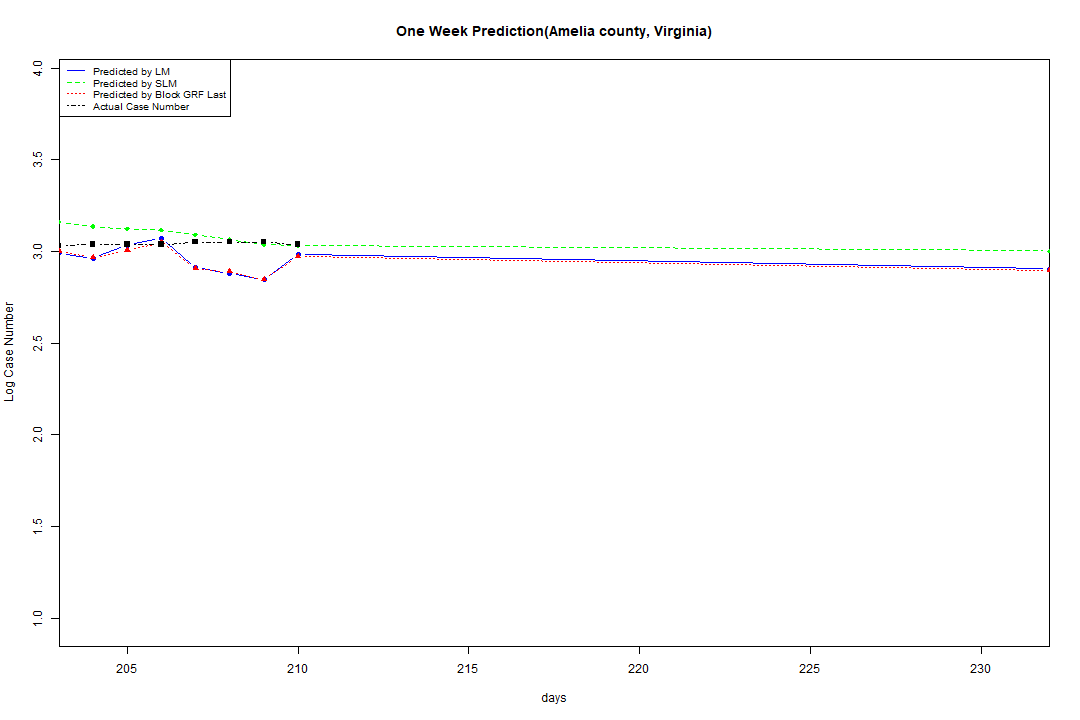 One Week Prediction(Amelia county, Virginia)
Predicted by LM
Predicted by SLM
Predicted by Block GRF Last
Actual Case Number
4.0
3.5
3.0
2.5
2.0
1.5
1.0
Log Case Number
205 210 215 220 225 230
days